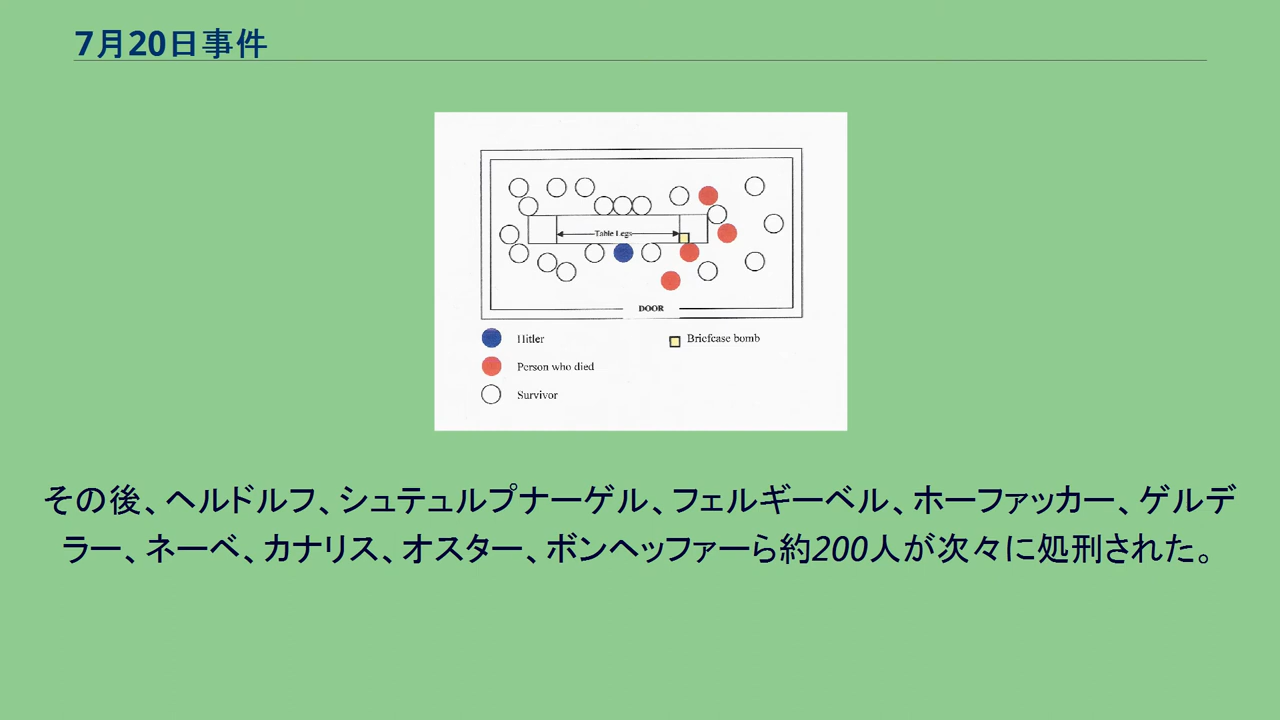 7月20日事件
Table Legs
DOOR
Hitler
Briefcase bomb
Person who died
Survivor
その後、ヘルドルフ、シュテュルプナーゲル、フェルギーベル、ホーファッカー、ゲルデ
ラー、ネーベ、カナリス、オスター、ボンヘッファーら約200人が次々に処刑された。